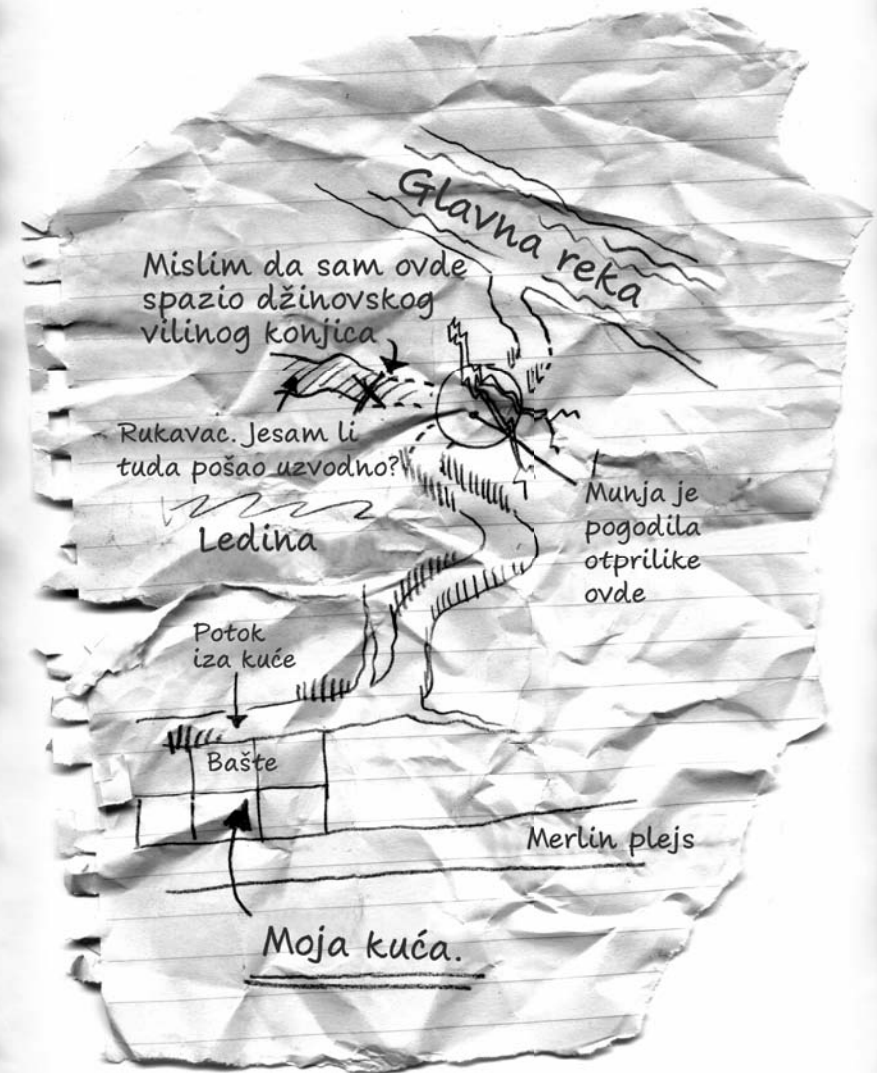 Glavna reka
Mislim da sam ovde
spazio džinovskog
vilinog konjica
Rukavac. Jesam li
tuda pošao uzvodno?
Munja je
pogodila
otprilike
ovde
Ledina
Potok
iza kuće
Bašte
Merlin plejs
Moja kuća.